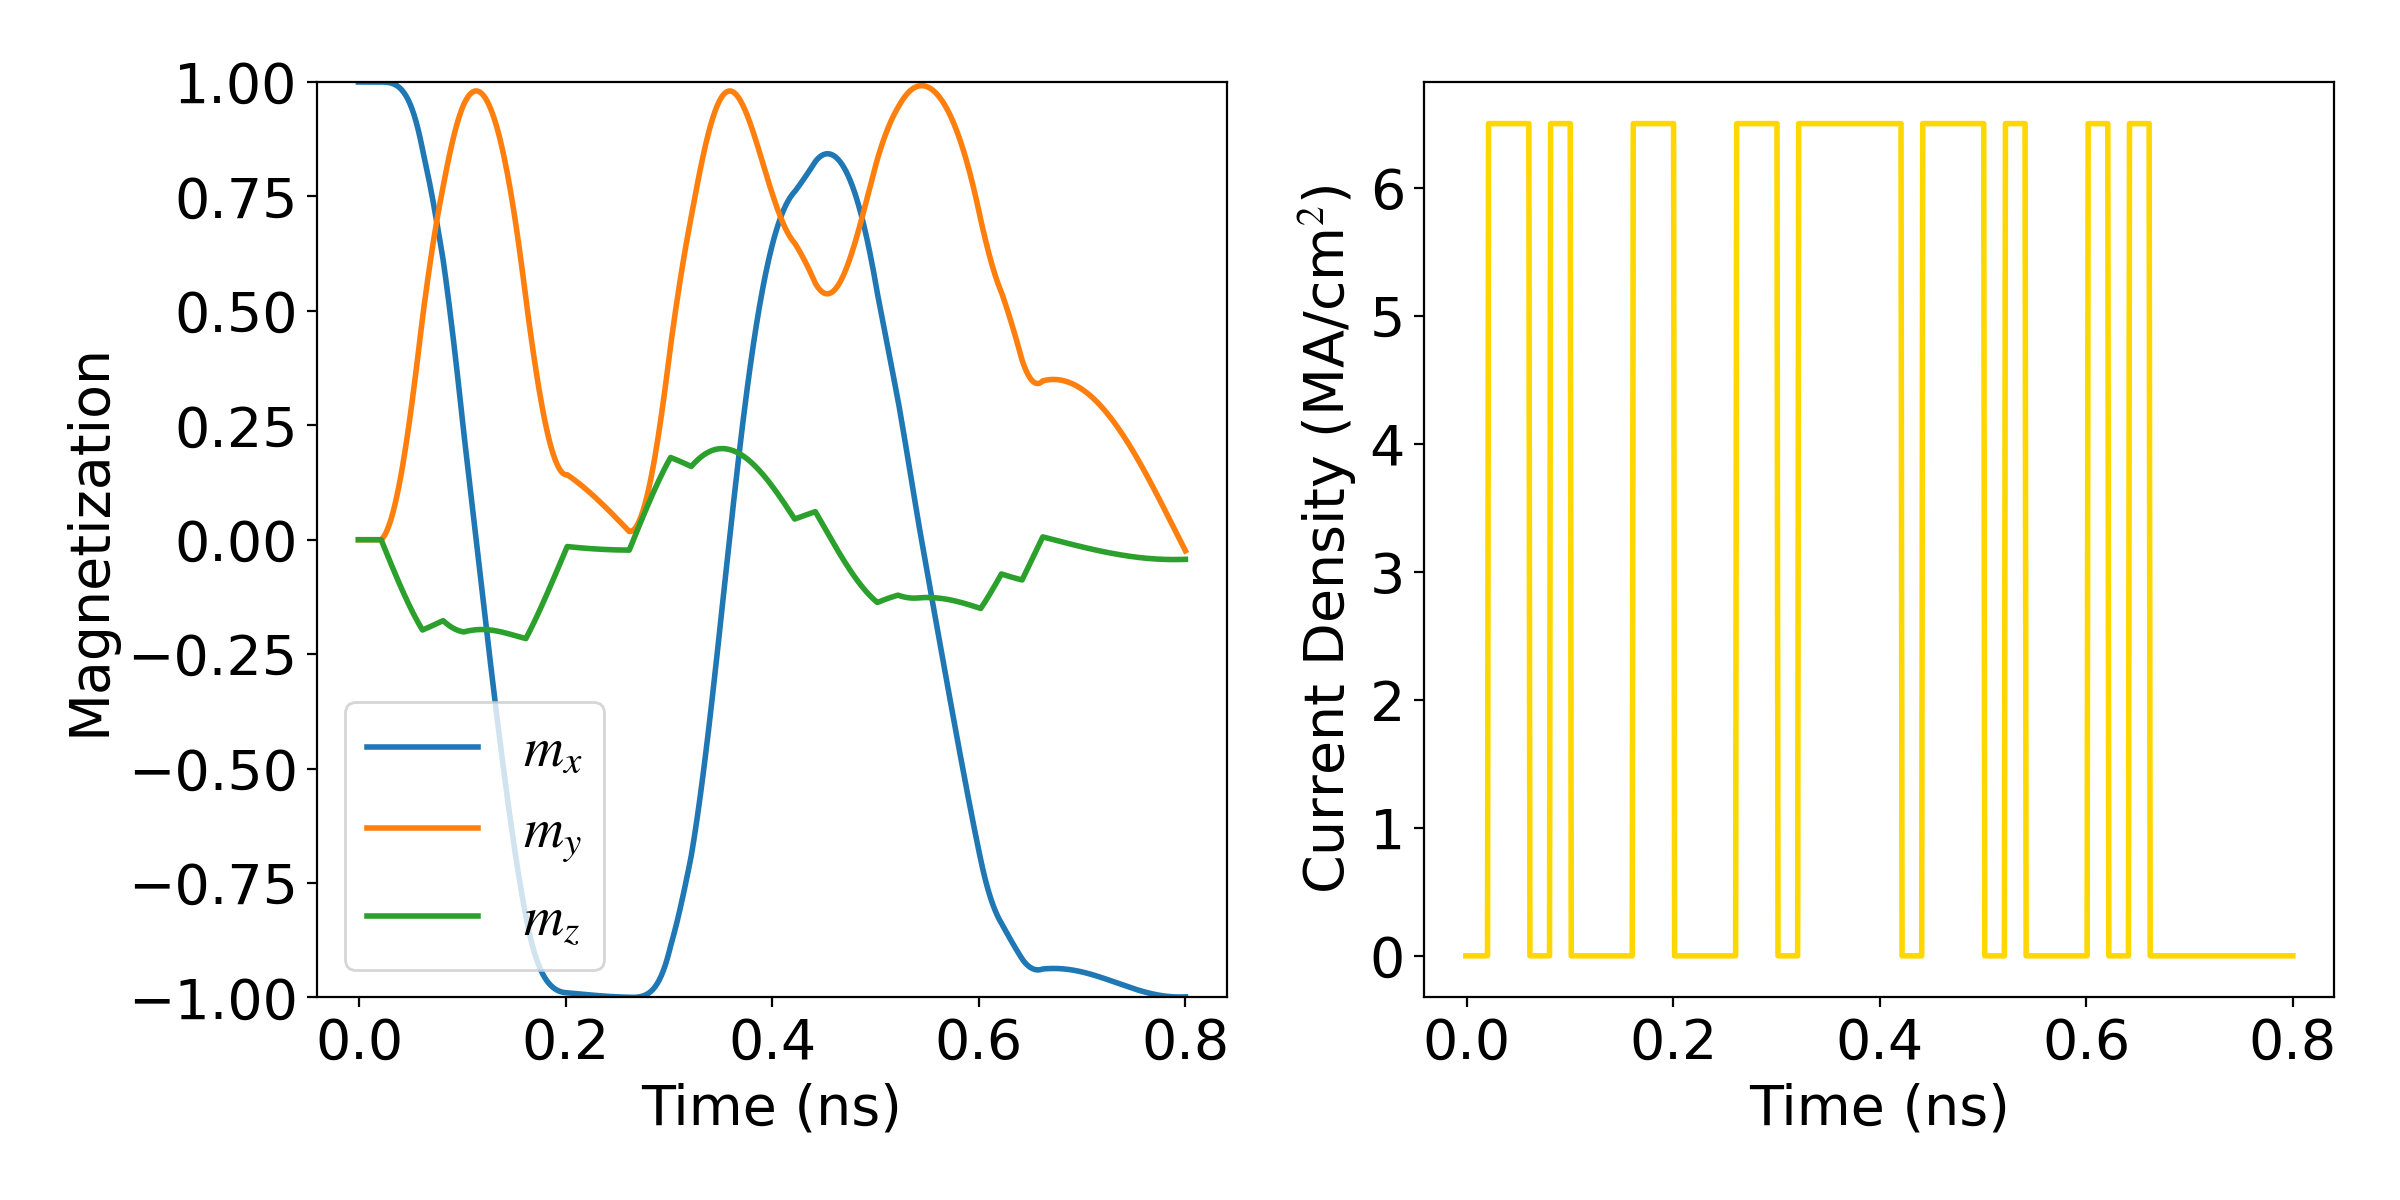 Magnetization
1.00
0.75
0.50
0.25
0.00
−0.25
−0.50
−0.75
−1.00
m_x
m_y
m_z
0.0 0.2 0.4 0.6 0.8
Time (ns)
Current Density (MA/cm²)
6
5
4
3
2
1
0
0.0 0.2 0.4 0.6 0.8
Time (ns)